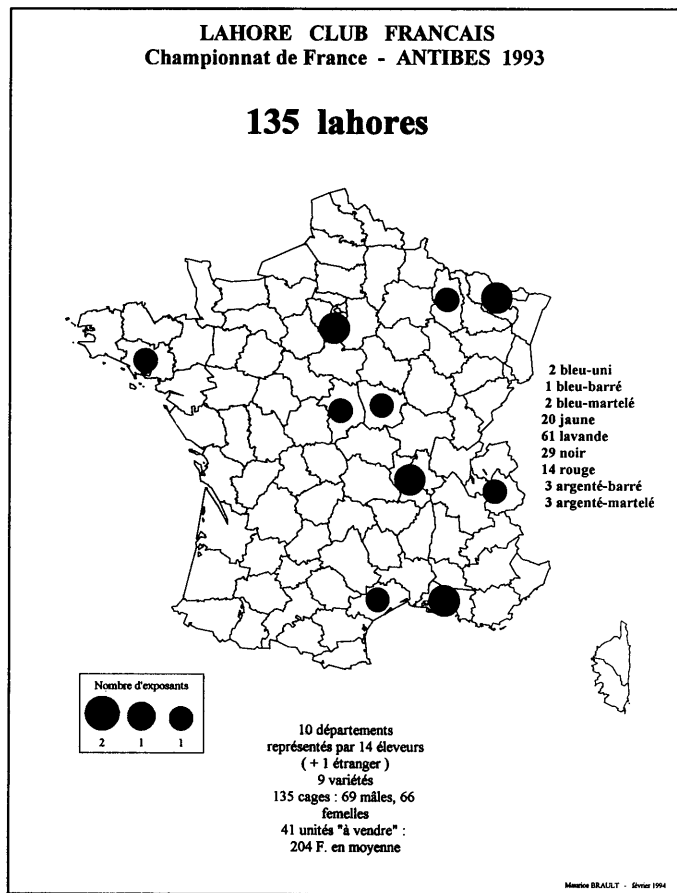 LAHORE CLUB FRANCAIS
Championnat de France - ANTIBES 1993
135 lahores
2 bleu-uni
1 bleu-barré
2 bleu-martelé
20 jaune
61 lavande
29 noir
14 rouge
3 argenté-barré
3 argenté-martelé
Nombre d'exposants
2 1 1
10 départements
représentés par 14 éleveurs
( + 1 étranger )
9 variétés
135 cages : 69 mâles, 66
femelles
41 unités "à vendre" :
204 F. en moyenne
Maurice BRAULT - février 1994